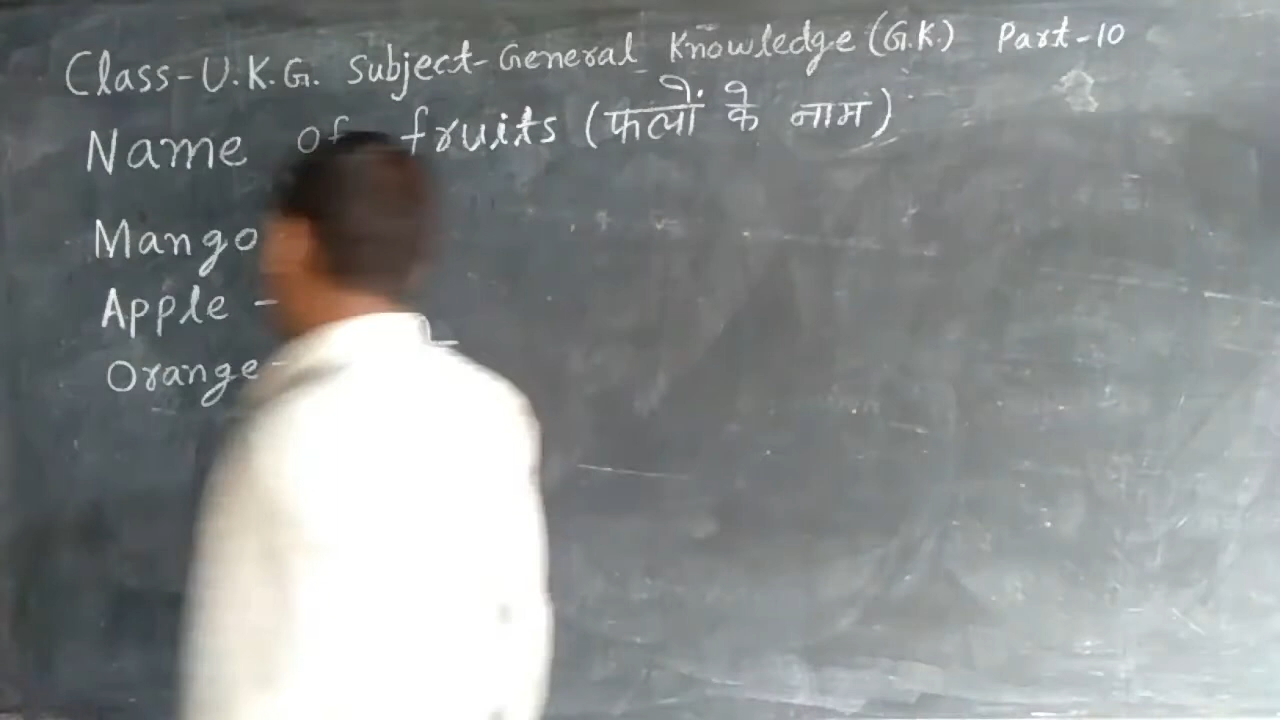 Class-U.K.G. Subject-General Knowledge (G.K.) Part-10
Name of fruits (फलों के नाम)
Mango
Apple -
Orange -